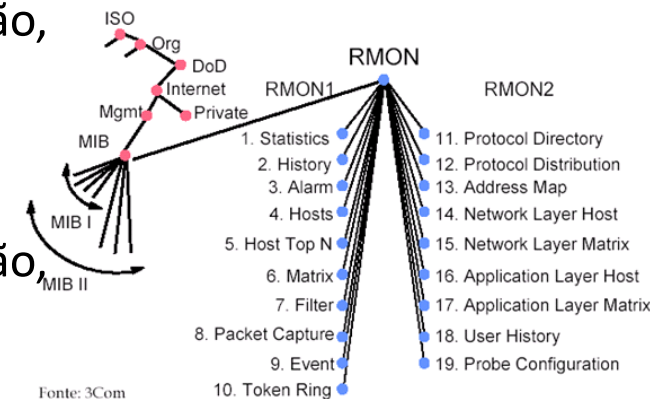 ão,
ISO
Org
DoD
Internet
Mgmt
Private
MIB
MIB I
ão,
MIB II
RMON
RMON1
RMON2
1. Statistics
2. History
3. Alarm
4. Hosts
5. Host Top N
6. Matrix
7. Filter
8. Packet Capture
9. Event
10. Token Ring
11. Protocol Directory
12. Protocol Distribution
13. Address Map
14. Network Layer Host
15. Network Layer Matrix
16. Application Layer Host
17. Application Layer Matrix
18. User History
19. Probe Configuration
Fonte: 3Com